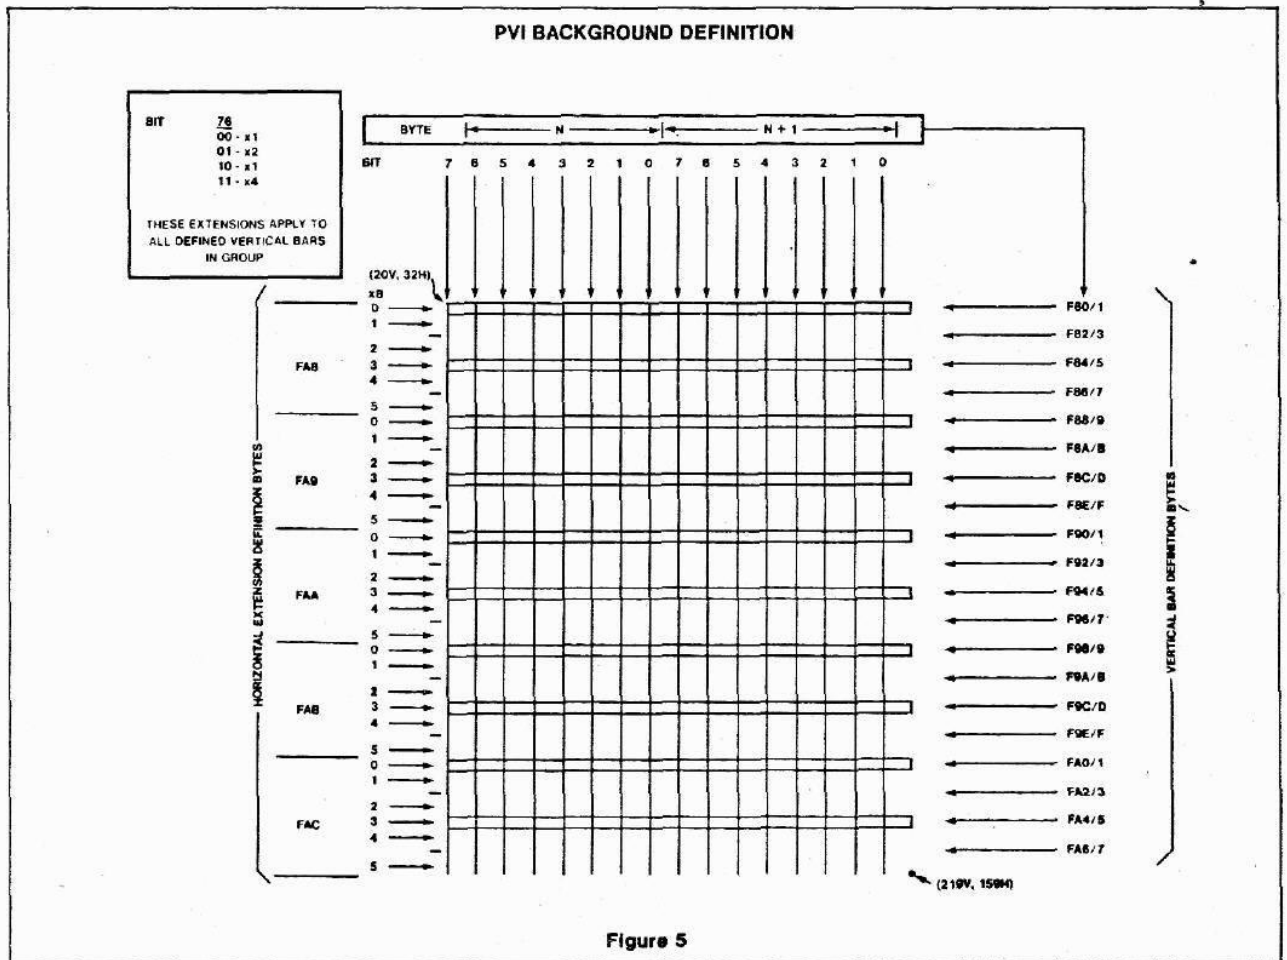 PVI BACKGROUND DEFINITION
BIT 76
00 - x1
01 - x2
10 - x1
11 - x4
THESE EXTENSIONS APPLY TO
ALL DEFINED VERTICAL BARS
IN GROUP
BYTE N N + 1
BIT 7 6 5 4 3 2 1 0 7 6 5 4 3 2 1 0
(20V, 32H)
x8
HORIZONTAL EXTENSION DEFINITION BYTES
FA8
0
1
2
3
4
5
FA9
0
1
2
3
4
5
FAA
0
1
2
3
4
5
FAB
0
1
2
3
4
5
FAC
0
1
2
3
4
5
F80/1
F82/3
F84/5
F86/7
F88/9
F8A/B
F8C/D
F8E/F
F90/1
F92/3
F94/5
F96/7
F98/9
F9A/B
F9C/D
F9E/F
FA0/1
FA2/3
FA4/5
FA6/7
VERTICAL BAR DEFINITION BYTES
(219V, 159H)
Figure 5